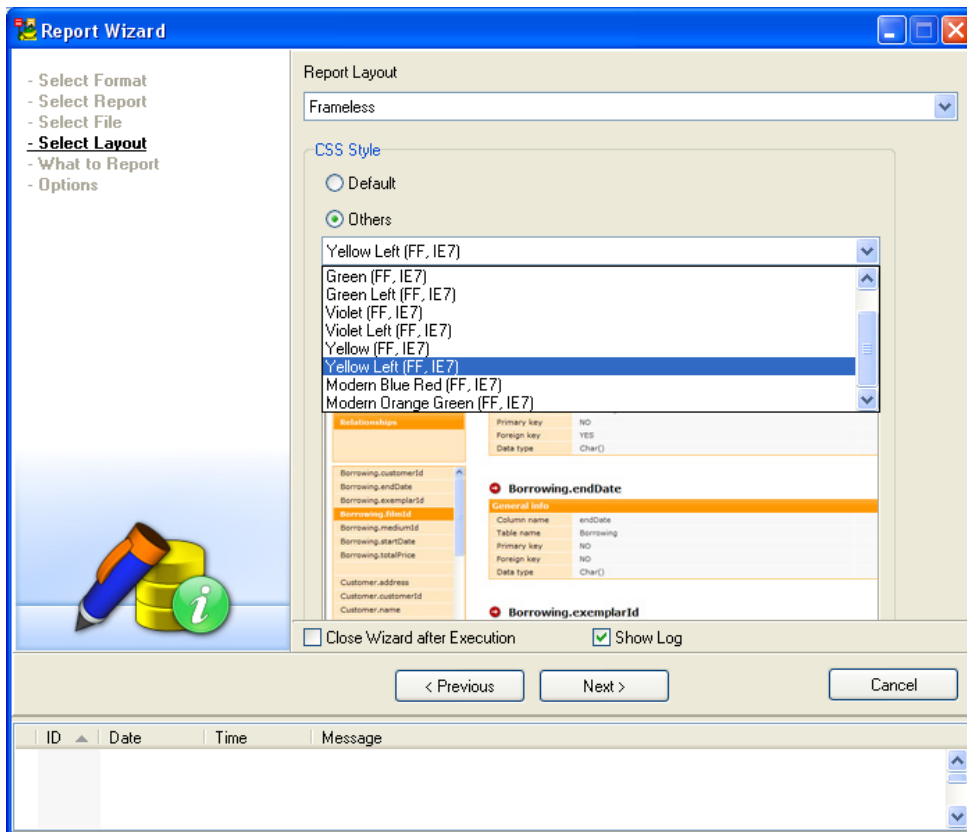 Report Wizard
- Select Format
- Select Report
- Select File
- Select Layout
- What to Report
- Options
Report Layout
Frameless
CSS Style
Default
Others
Yellow Left (FF, IE7)
Green (FF, IE7)
Green Left (FF, IE7)
Violet (FF, IE7)
Violet Left (FF, IE7)
Yellow (FF, IE7)
Yellow Left (FF, IE7)
Modern Blue Red (FF, IE7)
Modern Orange Green (FF, IE7)
Relationships
Borrowing.customerId
Borrowing.endDate
Borrowing.exemplarId
Borrowing.filmId
Borrowing.mediumId
Borrowing.startDate
Borrowing.totalPrice
Customer.address
Customer.customerId
Customer.name
Primary key NO
Foreign key YES
Data type Char()
Borrowing.endDate
General info
Column name endDate
Table name Borrowing
Primary key NO
Foreign key NO
Data type Char()
Borrowing.exemplarId
Close Wizard after Execution
Show Log
< Previous
Next >
Cancel
ID Date Time Message